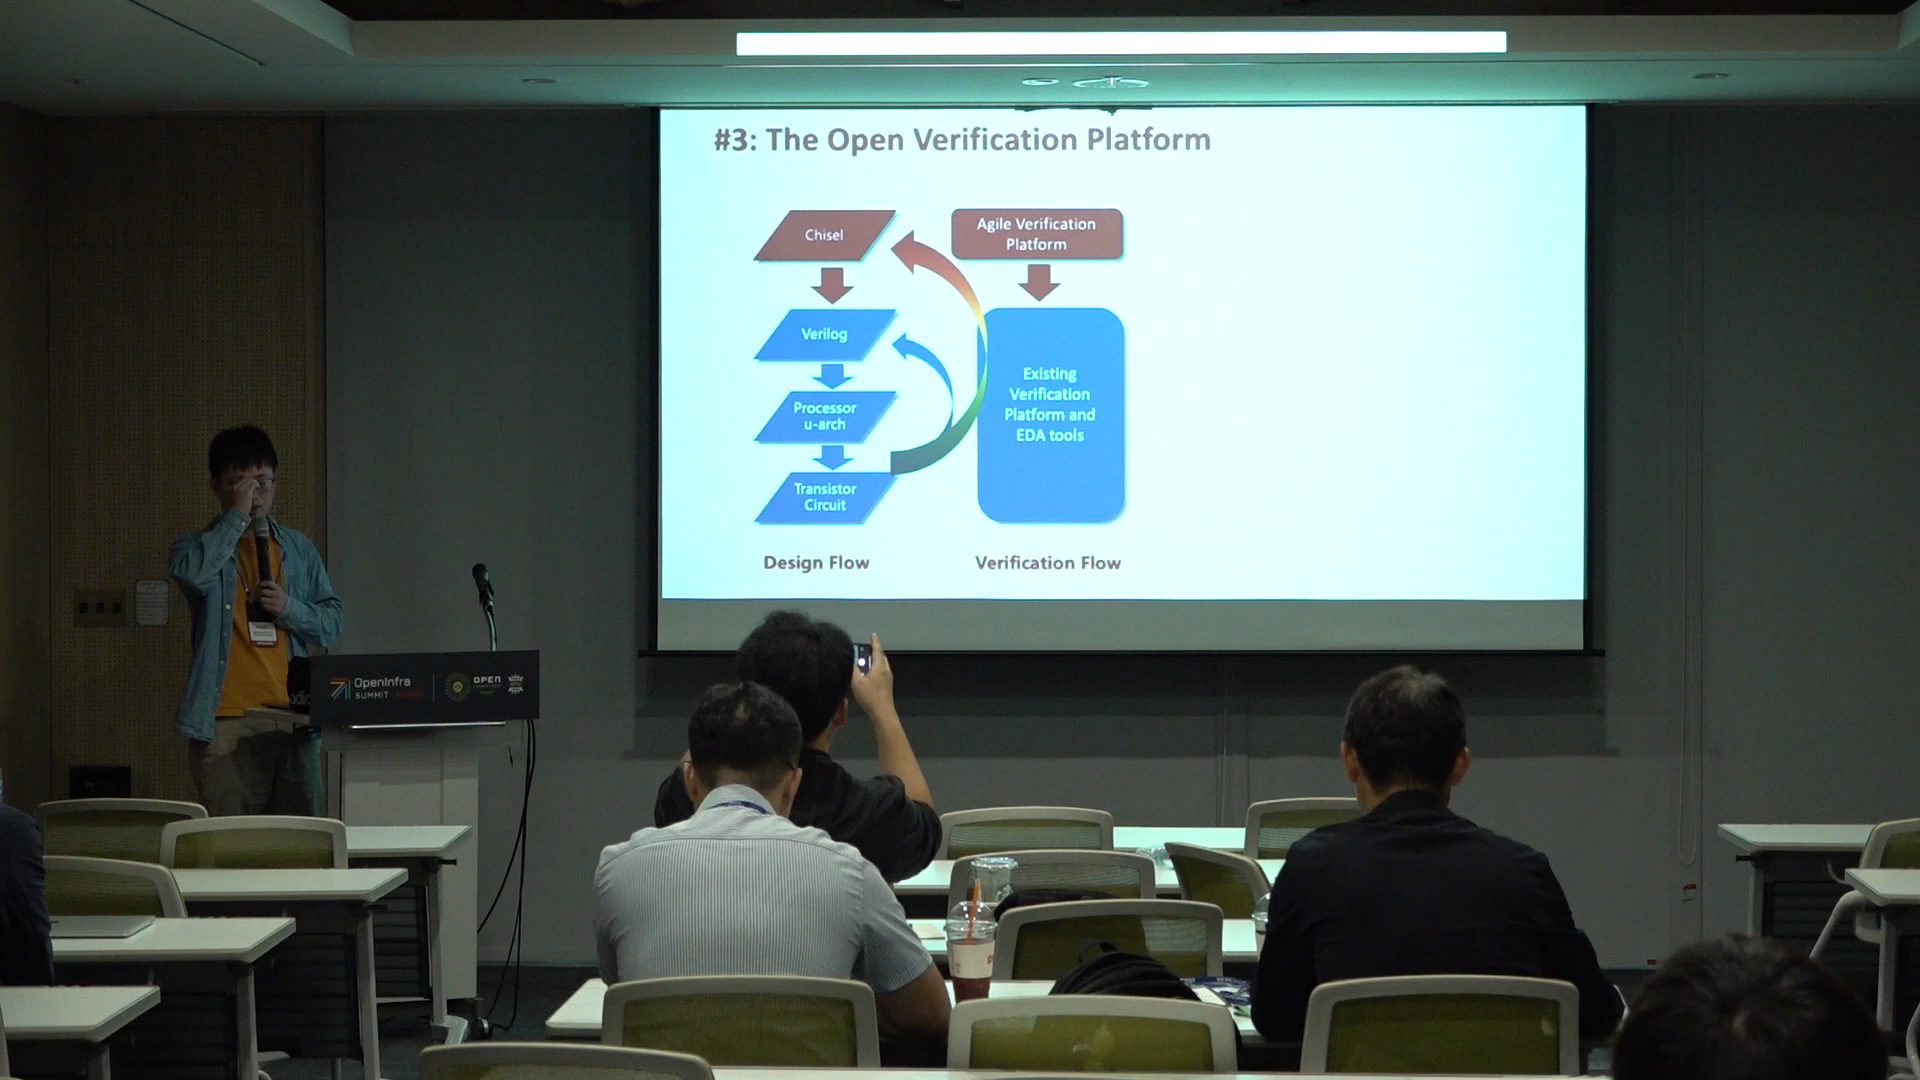 #3: The Open Verification Platform
Chisel
Agile Verification
Platform
Verilog
Processor
u-arch
Transistor
Circuit
Existing
Verification
Platform and
EDA tools
Design Flow
Verification Flow
OpenInfra
SUMMIT
OPEN